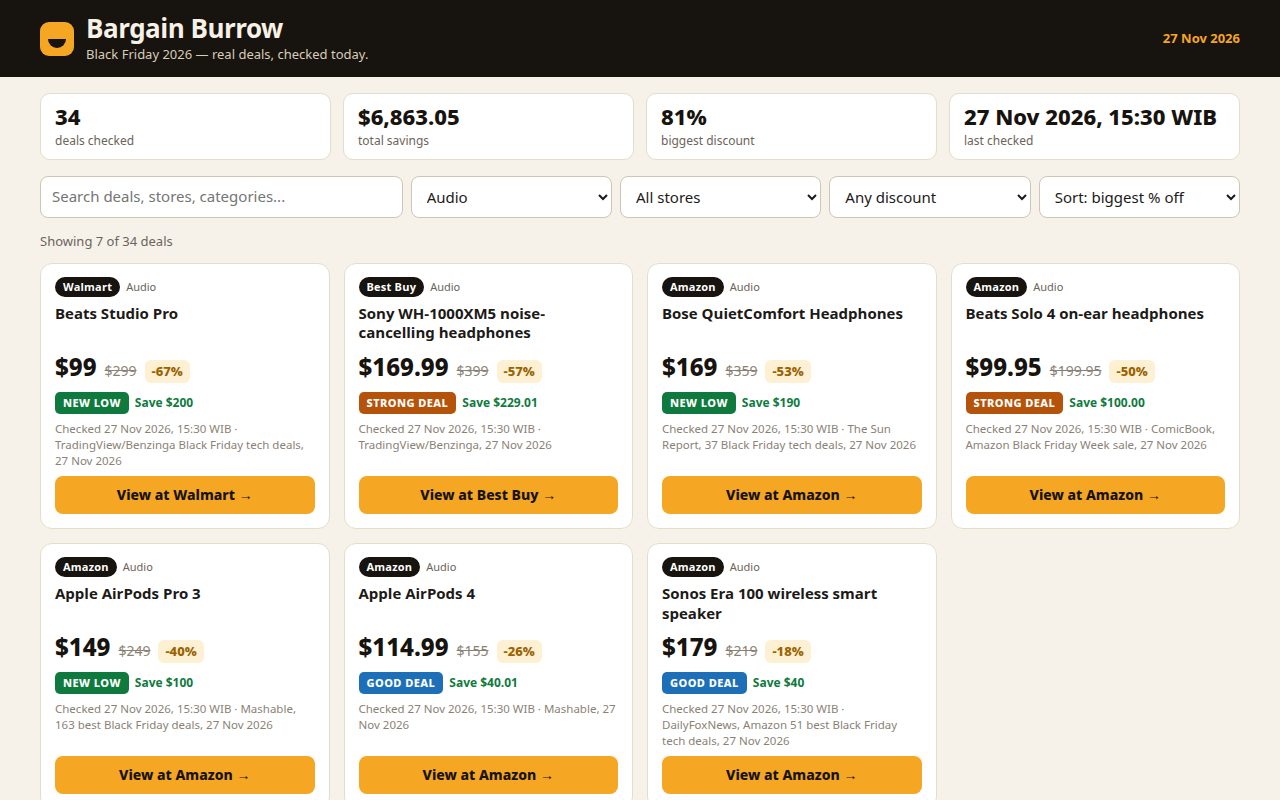 Bargain Burrow
Black Friday 2026 — real deals, checked today.
27 Nov 2026
34
deals checked
$6,863.05
total savings
81%
biggest discount
27 Nov 2026, 15:30 WIB
last checked
Search deals, stores, categories...
Audio
All stores
Any discount
Sort: biggest % off
Showing 7 of 34 deals
Walmart Audio
Beats Studio Pro
$99 $299 -67%
NEW LOW Save $200
Checked 27 Nov 2026, 15:30 WIB ·
TradingView/Benzinga Black Friday tech deals,
27 Nov 2026
View at Walmart →
Best Buy Audio
Sony WH-1000XM5 noise-
cancelling headphones
$169.99 $399 -57%
STRONG DEAL Save $229.01
Checked 27 Nov 2026, 15:30 WIB ·
TradingView/Benzinga, 27 Nov 2026
View at Best Buy →
Amazon Audio
Bose QuietComfort Headphones
$169 $359 -53%
NEW LOW Save $190
Checked 27 Nov 2026, 15:30 WIB · The Sun
Report, 37 Black Friday tech deals, 27 Nov 2026
View at Amazon →
Amazon Audio
Beats Solo 4 on-ear headphones
$99.95 $199.95 -50%
STRONG DEAL Save $100.00
Checked 27 Nov 2026, 15:30 WIB · ComicBook,
Amazon Black Friday Week sale, 27 Nov 2026
View at Amazon →
Amazon Audio
Apple AirPods Pro 3
$149 $249 -40%
NEW LOW Save $100
Checked 27 Nov 2026, 15:30 WIB · Mashable,
163 best Black Friday deals, 27 Nov 2026
View at Amazon →
Amazon Audio
Apple AirPods 4
$114.99 $155 -26%
GOOD DEAL Save $40.01
Checked 27 Nov 2026, 15:30 WIB · Mashable, 27
Nov 2026
View at Amazon →
Amazon Audio
Sonos Era 100 wireless smart
speaker
$179 $219 -18%
GOOD DEAL Save $40
Checked 27 Nov 2026, 15:30 WIB ·
DailyFoxNews, Amazon 51 best Black Friday
tech deals, 27 Nov 2026
View at Amazon →